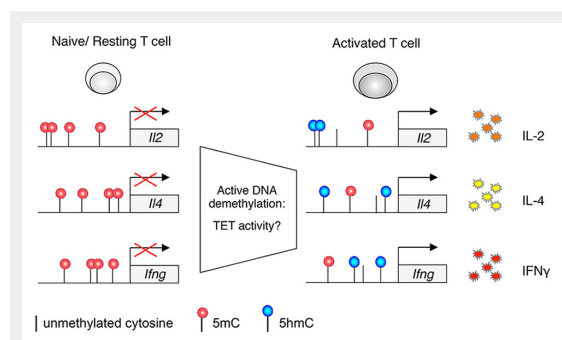 Naive/ Resting T cell
Activated T cell
Il2
Il2
IL-2
Active DNA
demethylation:
TET activity?
Il4
Il4
IL-4
Ifng
Ifng
IFNγ
unmethylated cytosine
5mC
5hmC